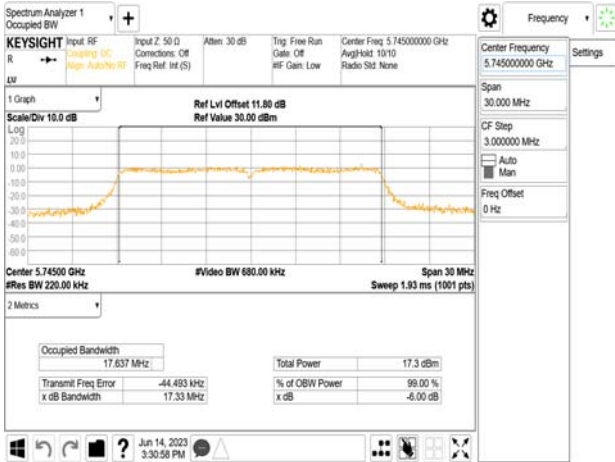 Spectrum Analyzer 1
Occupied BW
Frequency
KEYSIGHT
R
LV
Input: RF
Coupling: DC
Align: Auto/No RF
Input Z: 50 Ω
Corrections: Off
Freq Ref: Int (S)
Atten: 30 dB
Trig: Free Run
Gate: Off
#IF Gain: Low
Center Freq: 5.745000000 GHz
Avg|Hold: 10/10
Radio Std: None
Center Frequency
5.745000000 GHz
Settings
Span
30.000 MHz
CF Step
3.000000 MHz
Auto
Man
Freq Offset
0 Hz
1 Graph
Scale/Div 10.0 dB
Ref Lvl Offset 11.80 dB
Ref Value 30.00 dBm
Log
20.0
10.0
0.00
-10.0
-20.0
-30.0
-40.0
-50.0
-60.0
Center 5.74500 GHz
#Res BW 220.00 kHz
#Video BW 680.00 kHz
Span 30 MHz
Sweep 1.93 ms (1001 pts)
2 Metrics
Occupied Bandwidth
17.637 MHz
Total Power
17.3 dBm
Transmit Freq Error
-44.493 kHz
% of OBW Power
99.00 %
x dB Bandwidth
17.33 MHz
x dB
-6.00 dB
?
Jun 14, 2023
3:30:58 PM